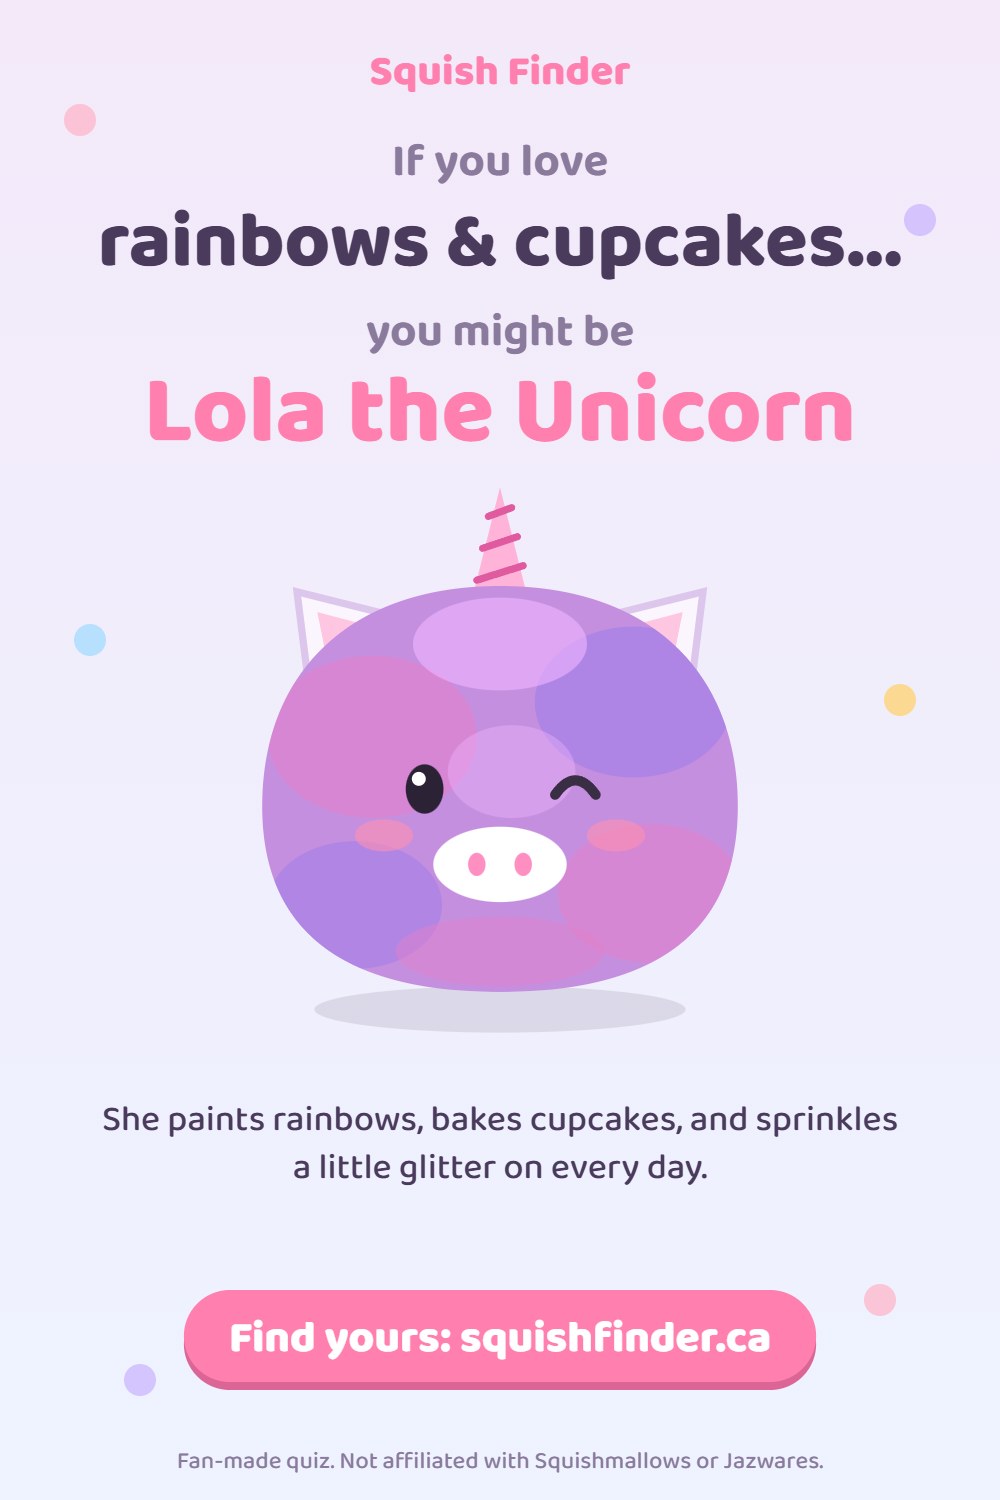 Squish Finder
If you love
rainbows & cupcakes...
you might be
Lola the Unicorn
She paints rainbows, bakes cupcakes, and sprinkles
a little glitter on every day.
Find yours: squishfinder.ca
Fan-made quiz. Not affiliated with Squishmallows or Jazwares.